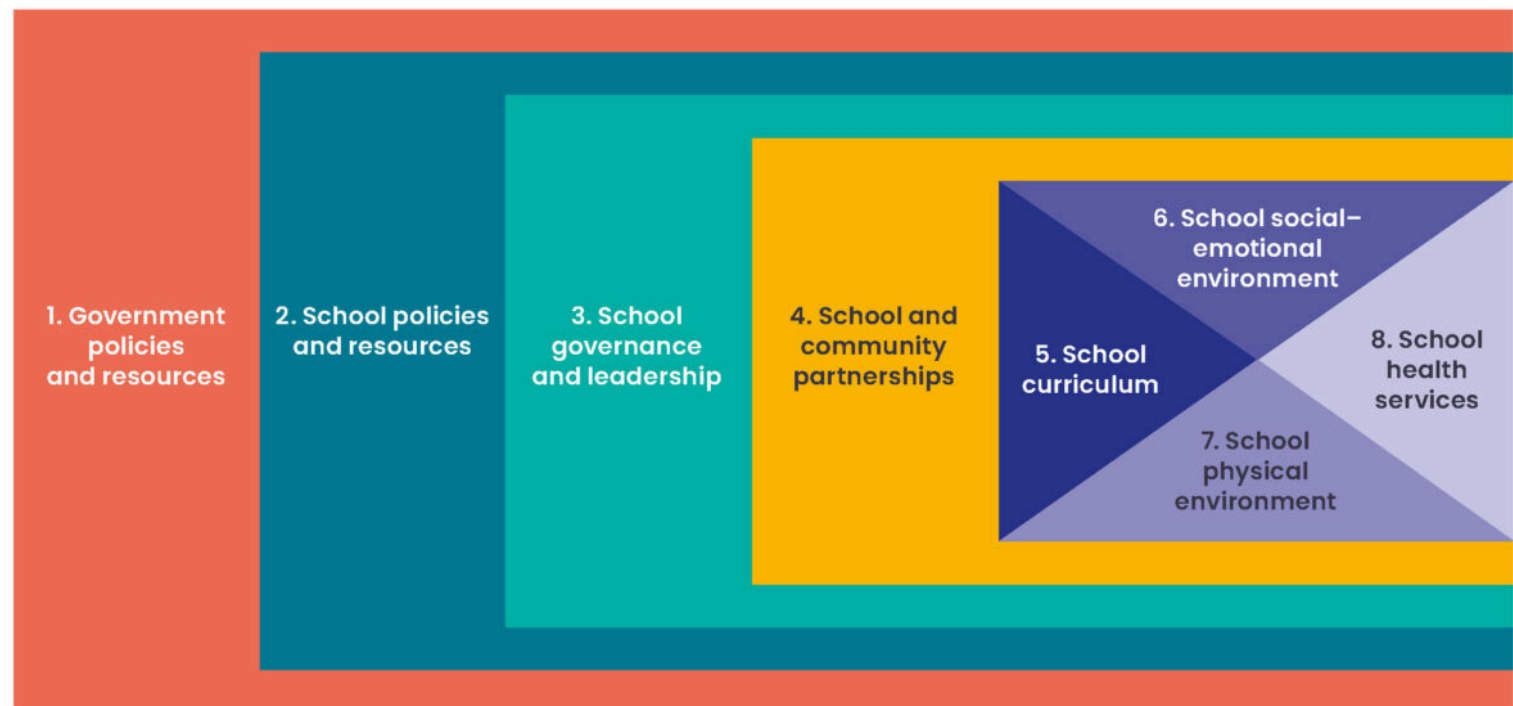 1. Government
policies
and resources
2. School policies
and resources
3. School
governance
and leadership
4. School and
community
partnerships
5. School
curriculum
6. School social–
emotional
environment
7. School
physical
environment
8. School
health
services